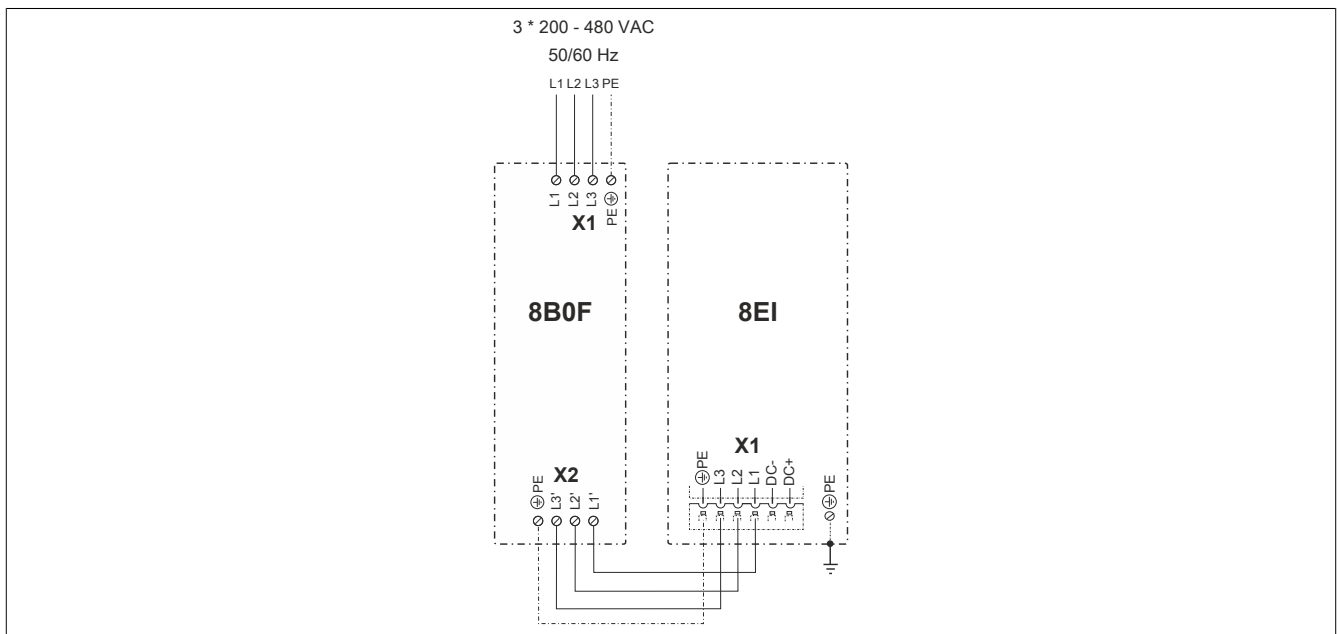 3 * 200 - 480 VAC
50/60 Hz
L1 L2 L3 PE
L1
L2
L3
PE
X1
8B0F
8EI
X2
PE
L3'
L2'
L1'
X1
PE
L3
L2
L1
DC-
DC+
PE